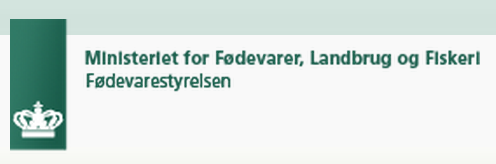 Ministeriet for Fødevarer, Landbrug og Fiskeri
Fødevarestyrelsen